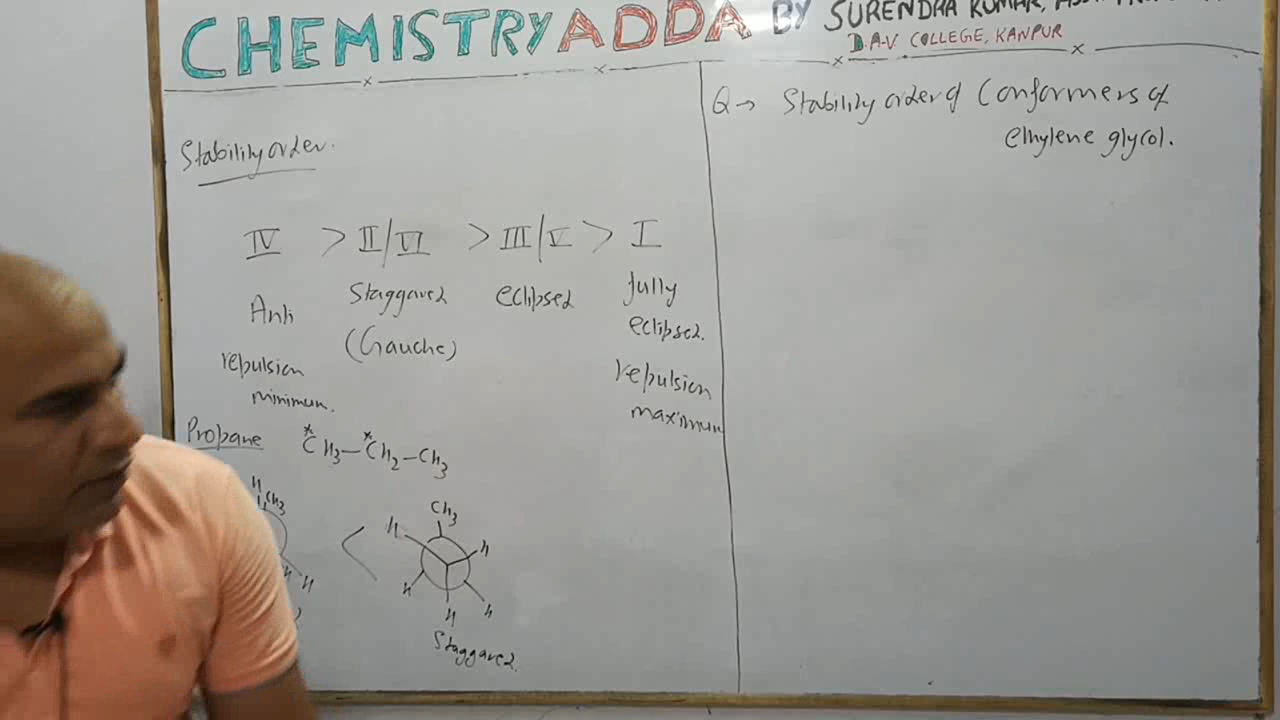 CHEMISTRY ADDA BY SURENDRA KUMAR,
D.A-V COLLEGE, KANPUR
Stability order.
IV > II/VI > III/V > I
Anti
Staggared
(Gauche)
eclipsed
fully
eclipsed.
repulsion
minimum.
repulsion
maximum
Propane *CH3-*CH2-CH3
H
CH3
H
H
<
CH3
H
H
H
H
H
Staggared.
Q→ Stability order of Conformers of
ethylene glycol.